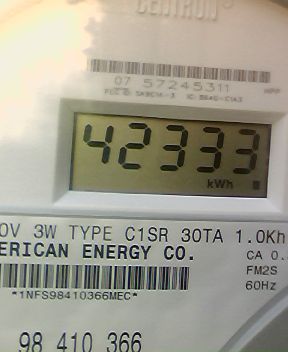 CENTRON®
07 57245311
42333
kWh
0V 3W TYPE C1SR 30TA 1.0Kh
ERICAN ENERGY CO. CA 0.
FM2S
*1NFS98410366MEC* 60Hz
98 410 366